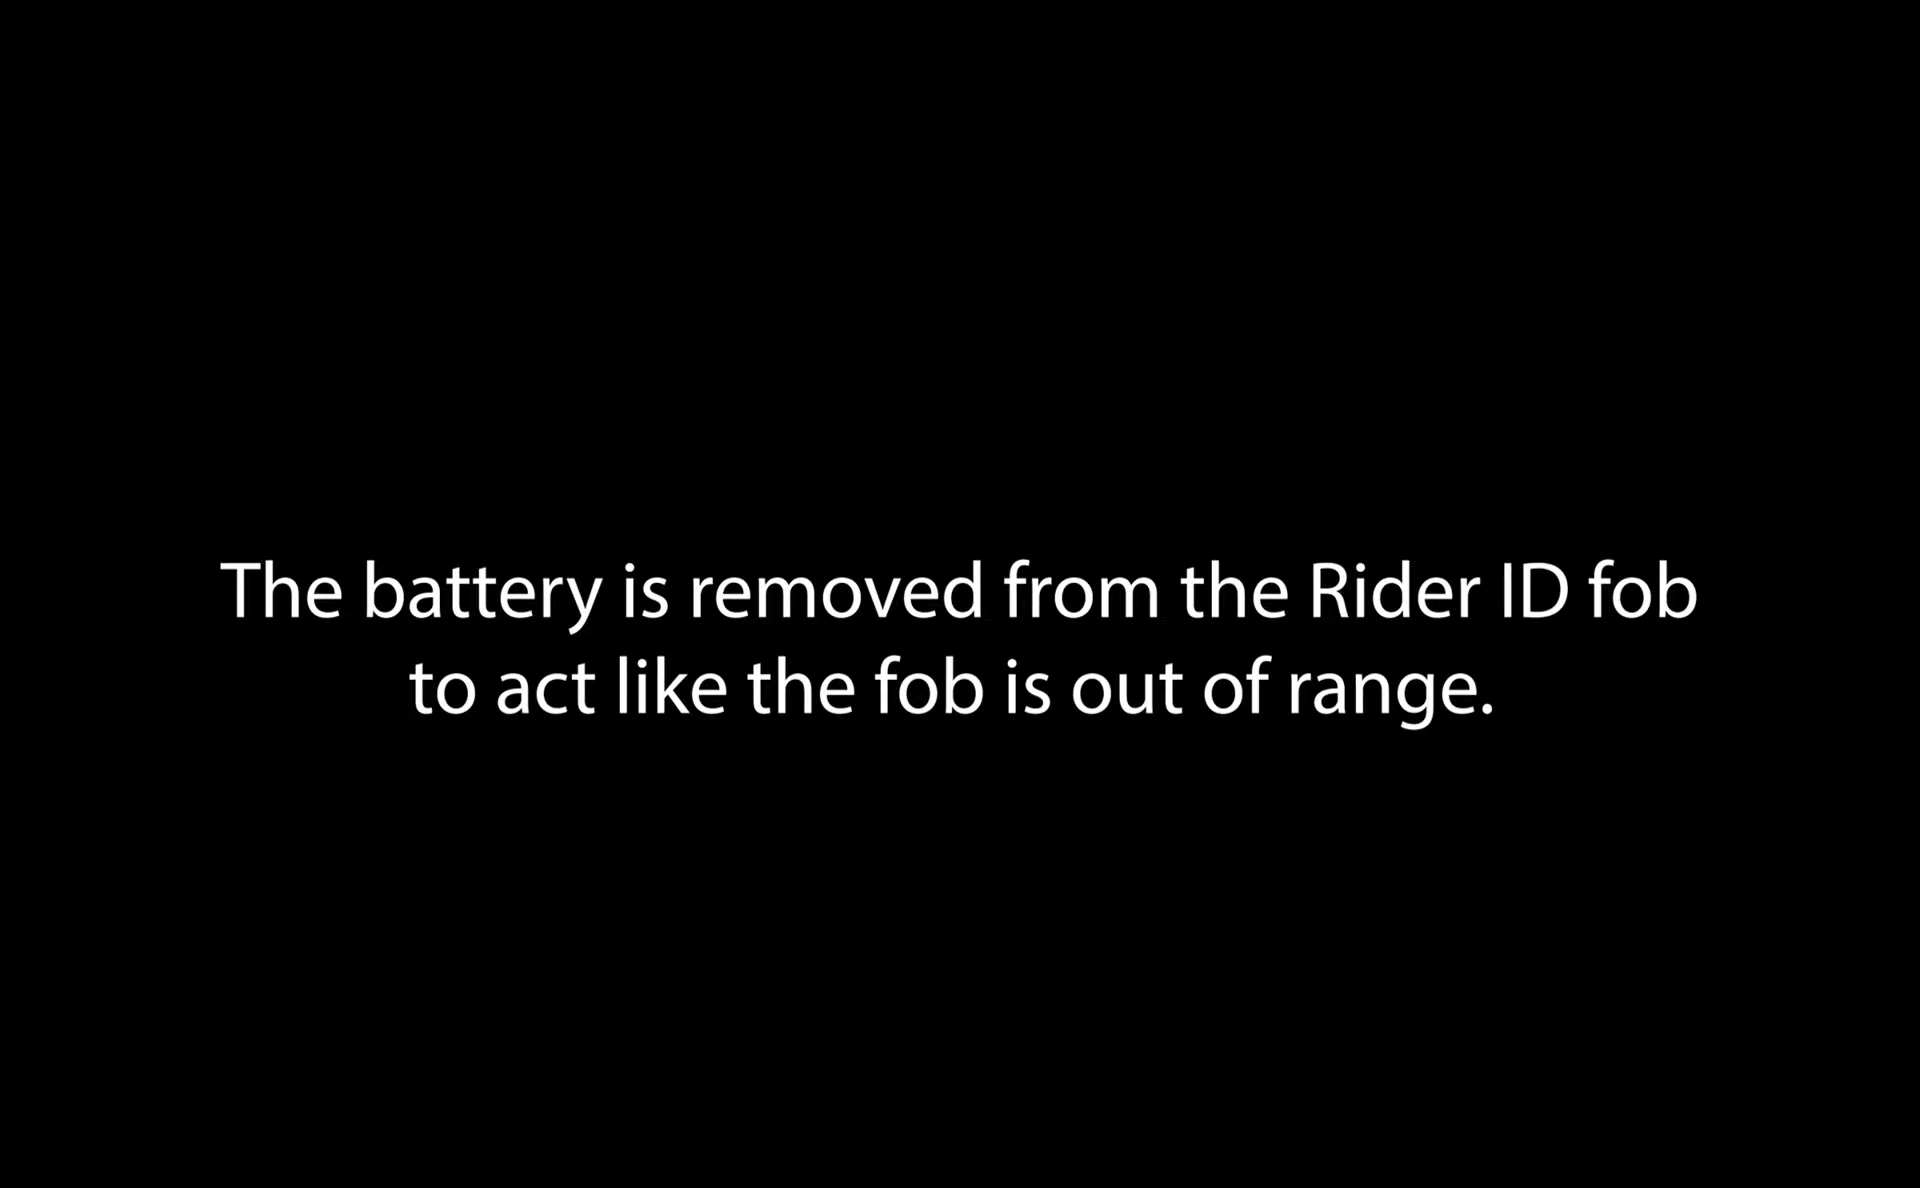 The battery is removed from the Rider ID fob
to act like the fob is out of range.